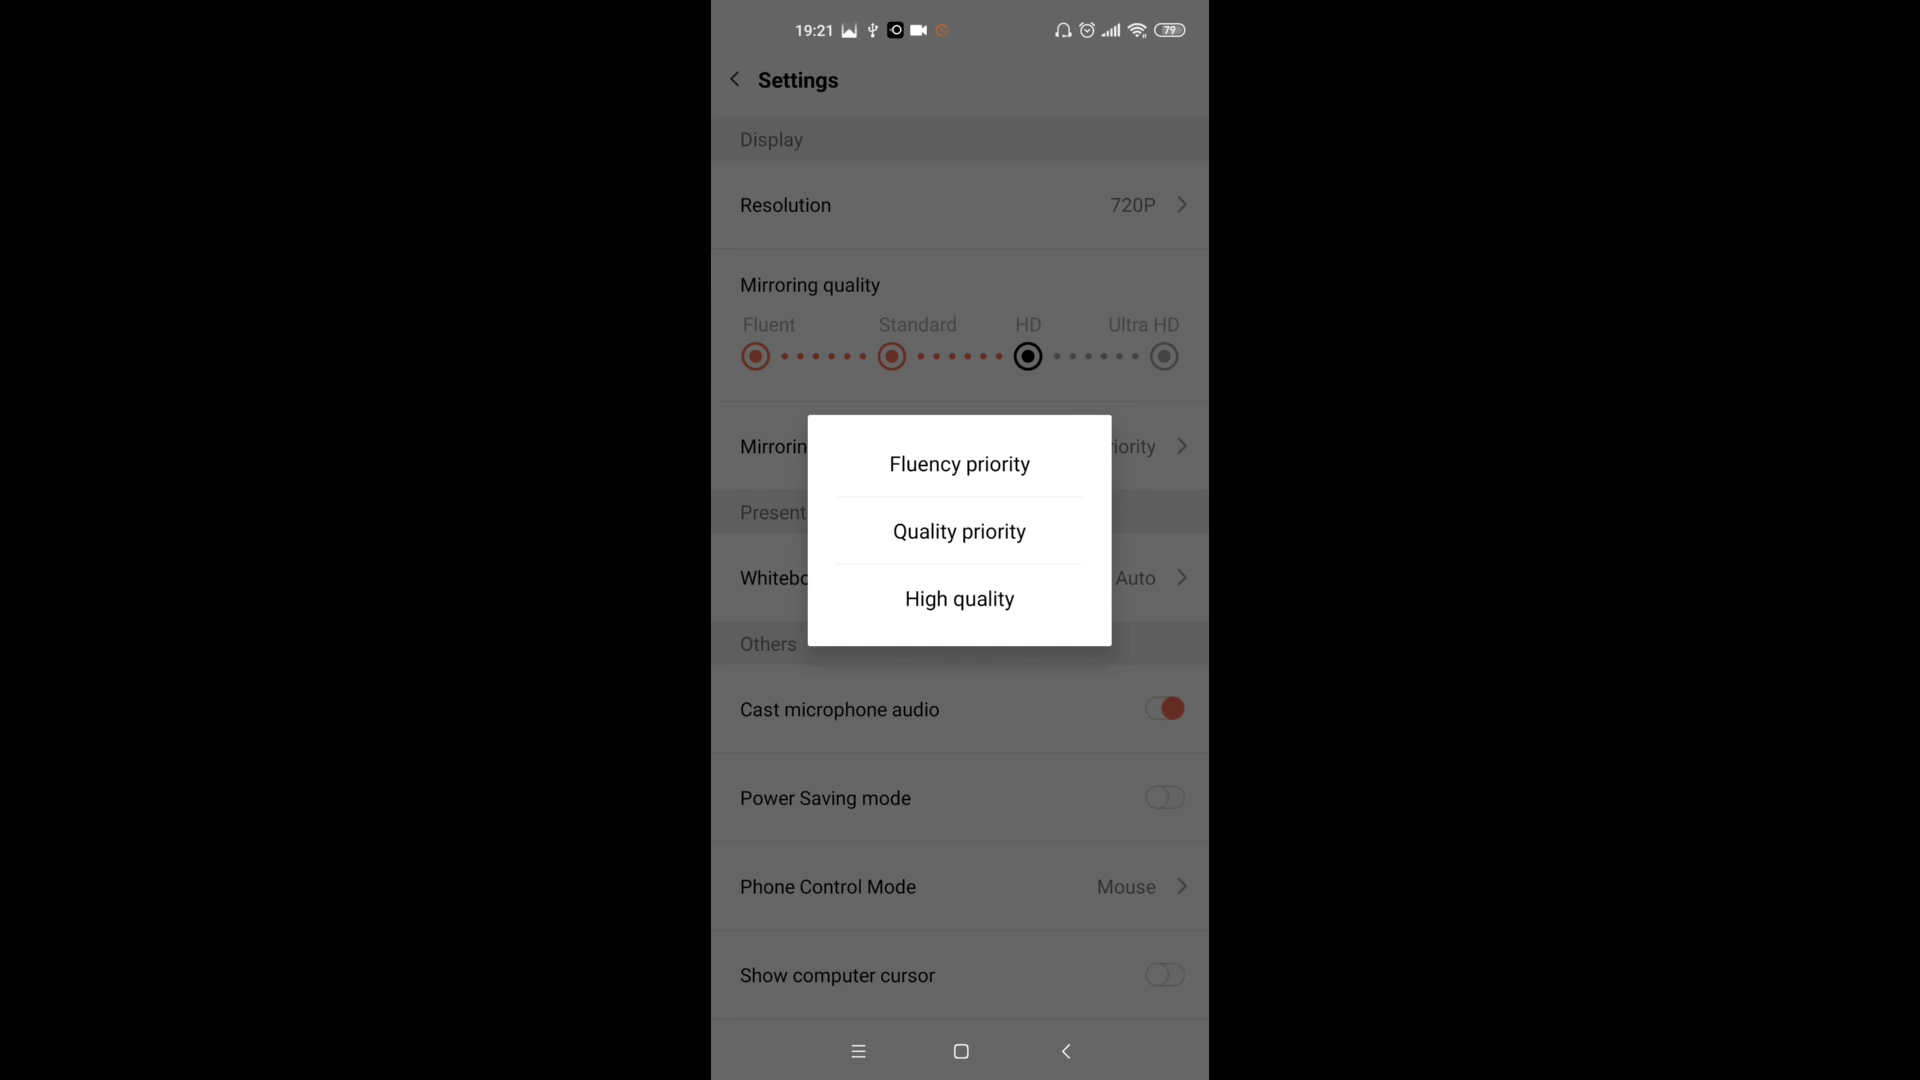 19:21 79
Settings
Display
Resolution 720P
Mirroring quality
Fluent Standard HD Ultra HD
Mirrorin iority
Fluency priority
Present
Quality priority
Whitebo Auto
High quality
Others
Cast microphone audio
Power Saving mode
Phone Control Mode Mouse
Show computer cursor